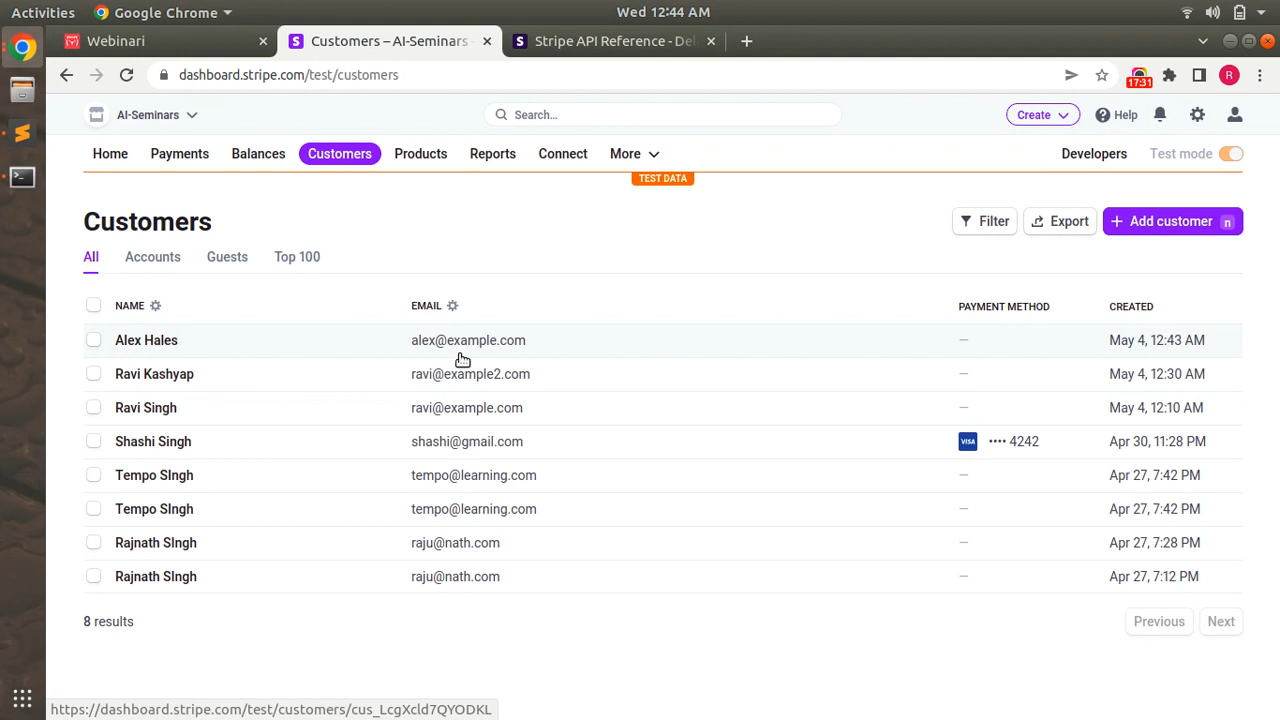 Activities Google Chrome Wed 12:44 AM
Webinari Customers – AI-Seminars - Stripe API Reference - Del
dashboard.stripe.com/test/customers 17:31 R
AI-Seminars Search... Create Help
Home Payments Balances Customers Products Reports Connect More Developers Test mode
TEST DATA
Customers Filter Export + Add customer n
All Accounts Guests Top 100
NAME EMAIL PAYMENT METHOD CREATED
Alex Hales alex@example.com — May 4, 12:43 AM
Ravi Kashyap ravi@example2.com — May 4, 12:30 AM
Ravi Singh ravi@example.com — May 4, 12:10 AM
Shashi Singh shashi@gmail.com VISA •••• 4242 Apr 30, 11:28 PM
Tempo SIngh tempo@learning.com — Apr 27, 7:42 PM
Tempo SIngh tempo@learning.com — Apr 27, 7:42 PM
Rajnath SIngh raju@nath.com — Apr 27, 7:28 PM
Rajnath SIngh raju@nath.com — Apr 27, 7:12 PM
8 results Previous Next
https://dashboard.stripe.com/test/customers/cus_LcgXcld7QYODKL